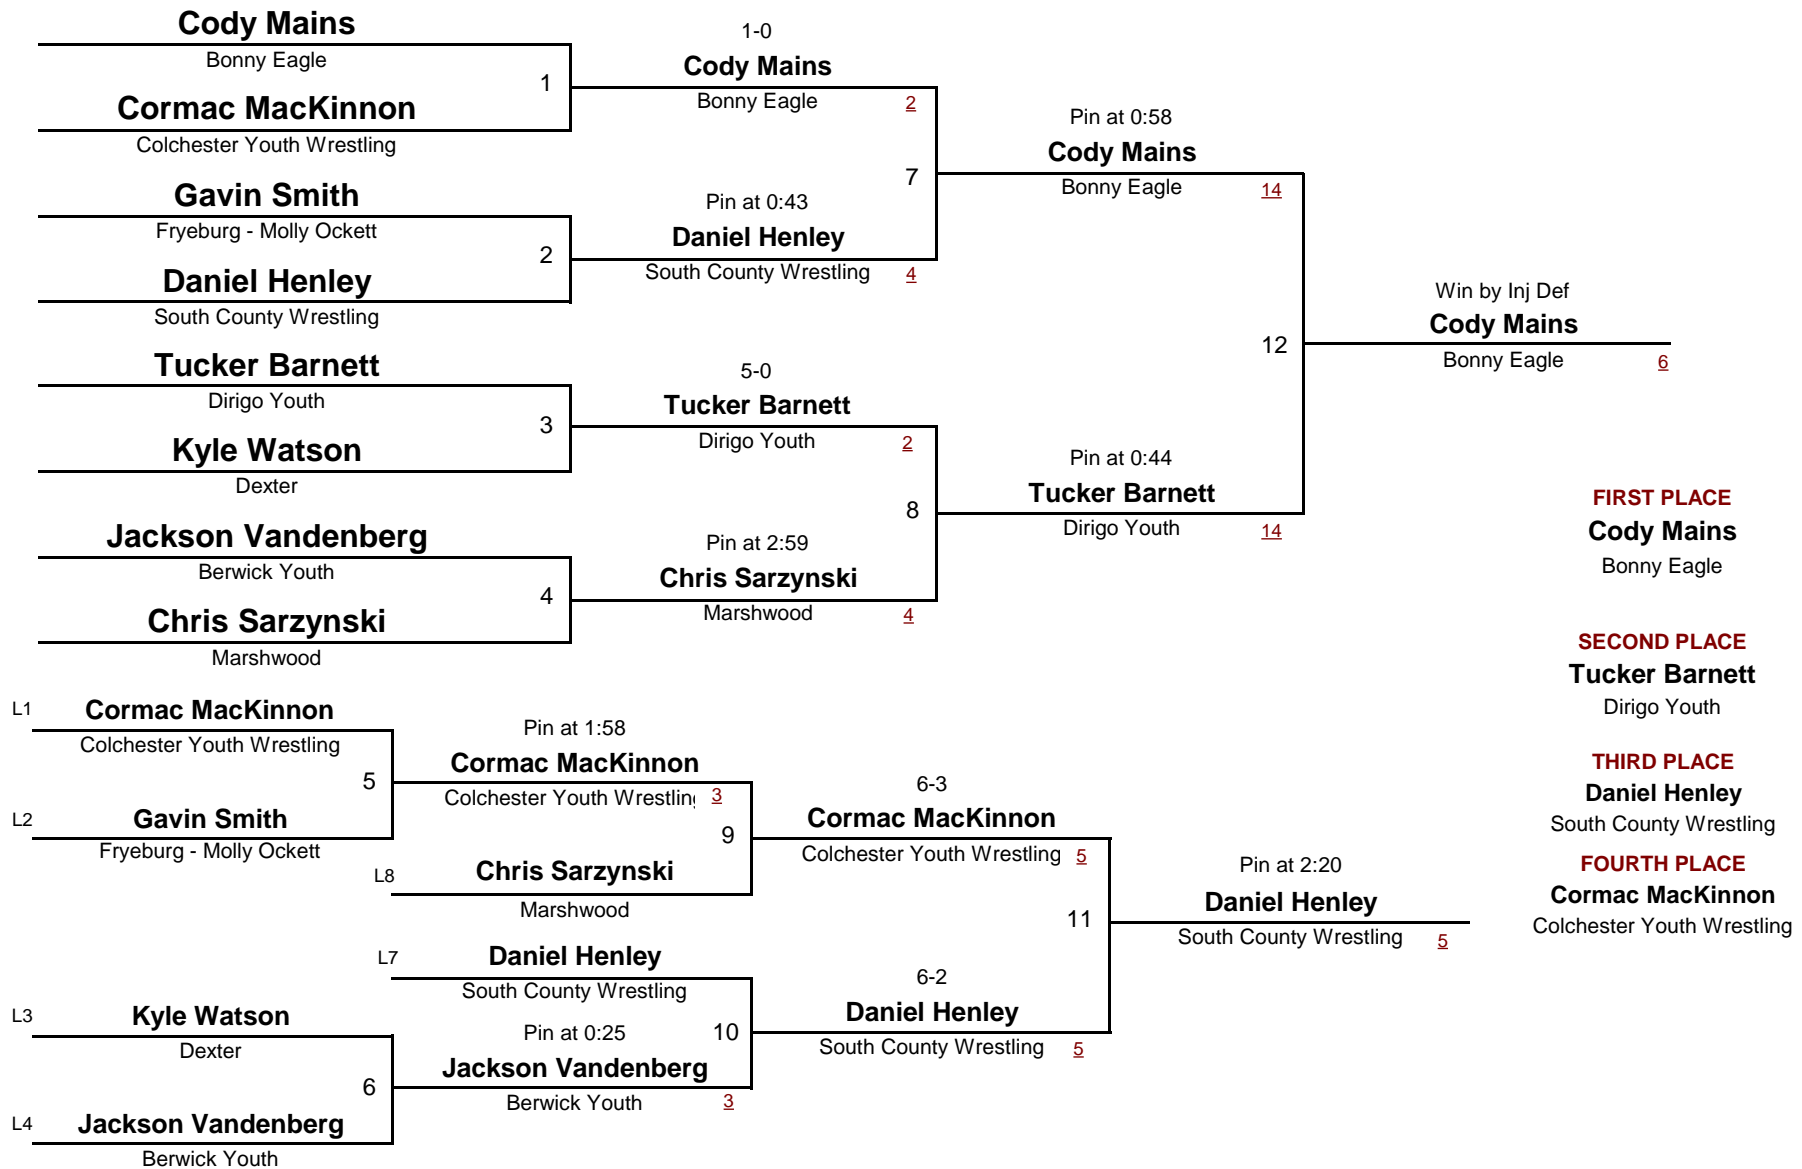 Cody Mains
Bonny Eagle
1
Cormac MacKinnon
Colchester Youth Wrestling
Gavin Smith
Fryeburg - Molly Ockett
2
Daniel Henley
South County Wrestling
Tucker Barnett
Dirigo Youth
3
Kyle Watson
Dexter
Jackson Vandenberg
Berwick Youth
4
Chris Sarzynski
Marshwood
1-0
Cody Mains
Bonny Eagle 2
7
Pin at 0:43
Daniel Henley
South County Wrestling 4
5-0
Tucker Barnett
Dirigo Youth 2
8
Pin at 2:59
Chris Sarzynski
Marshwood 4
Pin at 0:58
Cody Mains
Bonny Eagle 14
12
Pin at 0:44
Tucker Barnett
Dirigo Youth 14
Win by Inj Def
Cody Mains
Bonny Eagle 6
FIRST PLACE
Cody Mains
Bonny Eagle
SECOND PLACE
Tucker Barnett
Dirigo Youth
THIRD PLACE
Daniel Henley
South County Wrestling
FOURTH PLACE
Cormac MacKinnon
Colchester Youth Wrestling
L1 Cormac MacKinnon
Colchester Youth Wrestling
5
L2 Gavin Smith
Fryeburg - Molly Ockett
Pin at 1:58
Cormac MacKinnon
Colchester Youth Wrestling 3
9
L8 Chris Sarzynski
Marshwood
L7 Daniel Henley
South County Wrestling
10
L3 Kyle Watson
Dexter
6
L4 Jackson Vandenberg
Berwick Youth
Pin at 0:25
Jackson Vandenberg
Berwick Youth 3
6-3
Cormac MacKinnon
Colchester Youth Wrestling 5
11
6-2
Daniel Henley
South County Wrestling 5
Pin at 2:20
Daniel Henley
South County Wrestling 5